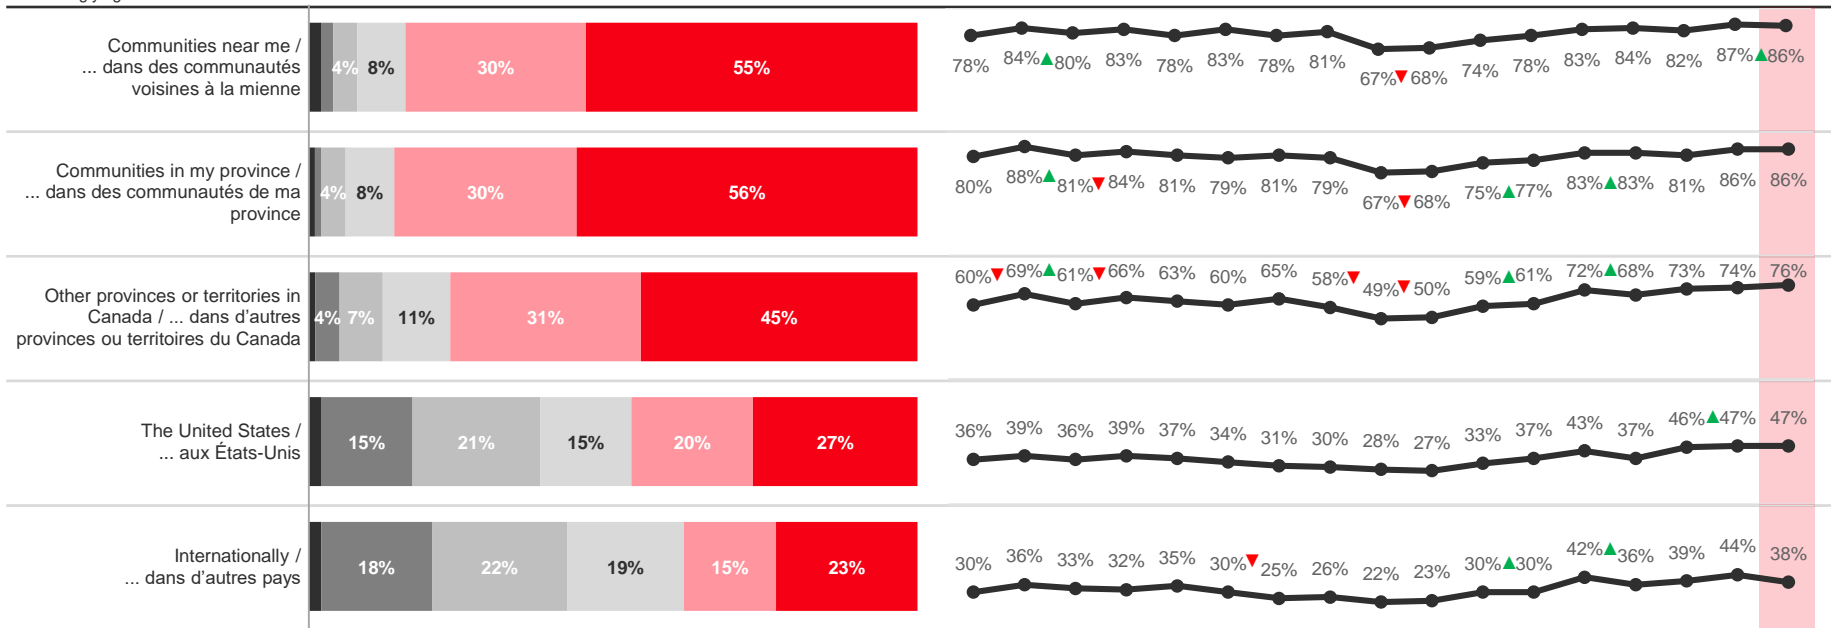 Communities near me /
... dans des communautés
voisines à la mienne
4% 8% 30% 55%
78% 84%▲80% 83% 78% 83% 78% 81% 67%▼68% 74% 78% 83% 84% 82% 87%▲86%
Communities in my province /
... dans des communautés de ma
province
4% 8% 30% 56%
80% 88%▲81%▼84% 81% 79% 81% 79% 67%▼68% 75%▲77% 83%▲83% 81% 86% 86%
Other provinces or territories in
Canada / ... dans d'autres
provinces ou territoires du Canada
4% 7% 11% 31% 45%
60%▼69%▲61%▼66% 63% 60% 65% 58%▼49%▼50% 59%▲61% 72%▲68% 73% 74% 76%
The United States /
... aux États-Unis
15% 21% 15% 20% 27%
36% 39% 36% 39% 37% 34% 31% 30% 28% 27% 33% 37% 43% 37% 46%▲47% 47%
Internationally /
... dans d'autres pays
18% 22% 19% 15% 23%
30% 36% 33% 32% 35% 30%▼25% 26% 22% 23% 30%▲30% 42%▲36% 39% 44% 38%